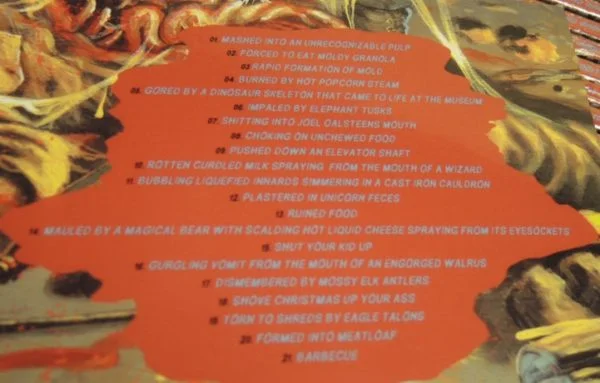 01. MASHED INTO AN UNRECOGNIZABLE PULP
02. FORCED TO EAT MOLDY GRANOLA
03. RAPID FORMATION OF MOLD
04. BURNED BY HOT POPCORN STEAM
05. GORED BY A DINOSAUR SKELETON THAT CAME TO LIFE AT THE MUSEUM
06. IMPALED BY ELEPHANT TUSKS
07. SHITTING INTO JOEL OALSTEENS MOUTH
08. CHOKING ON UNCHEWED FOOD
09. PUSHED DOWN AN ELEVATOR SHAFT
10. ROTTEN CURDLED MILK SPRAYING FROM THE MOUTH OF A WIZARD
11. BUBBLING LIQUEFIED INNARDS SIMMERING IN A CAST IRON CAULDRON
12. PLASTERED IN UNICORN FECES
13. RUINED FOOD
14. MAULED BY A MAGICAL BEAR WITH SCALDING HOT LIQUID CHEESE SPRAYING FROM ITS EYESOCKETS
15. SHUT YOUR KID UP
16. GURGLING VOMIT FROM THE MOUTH OF AN ENGORGED WALRUS
17. DISMEMBERED BY MOSSY ELK ANTLERS
18. SHOVE CHRISTMAS UP YOUR ASS
19. TORN TO SHREDS BY EAGLE TALONS
20. FORMED INTO MEATLOAF
21. BARBECUE